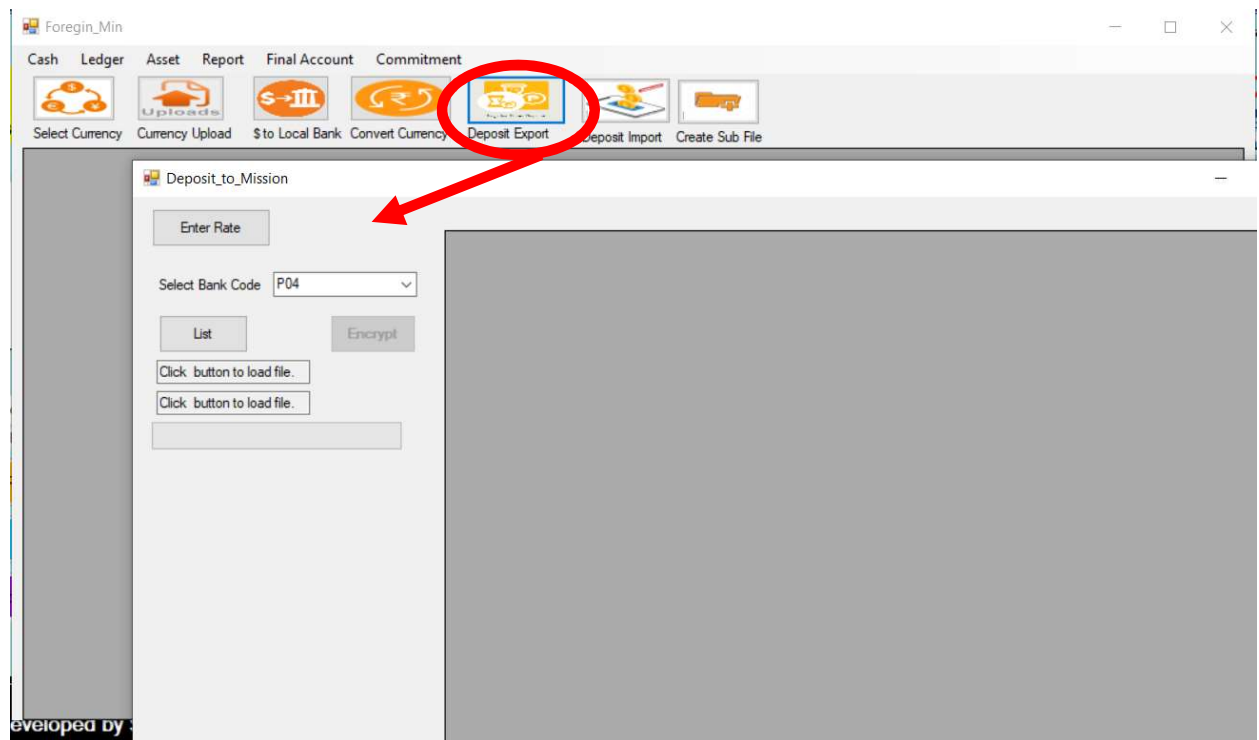 Foregin_Min
Cash Ledger Asset Report Final Account Commitment
Uploads
Select Currency Currency Upload $ to Local Bank Convert Currency Deposit Export Deposit Import Create Sub File
Deposit_to_Mission
Enter Rate
Select Bank Code P04
List Encrypt
Click button to load file.
Click button to load file.
eveloped by